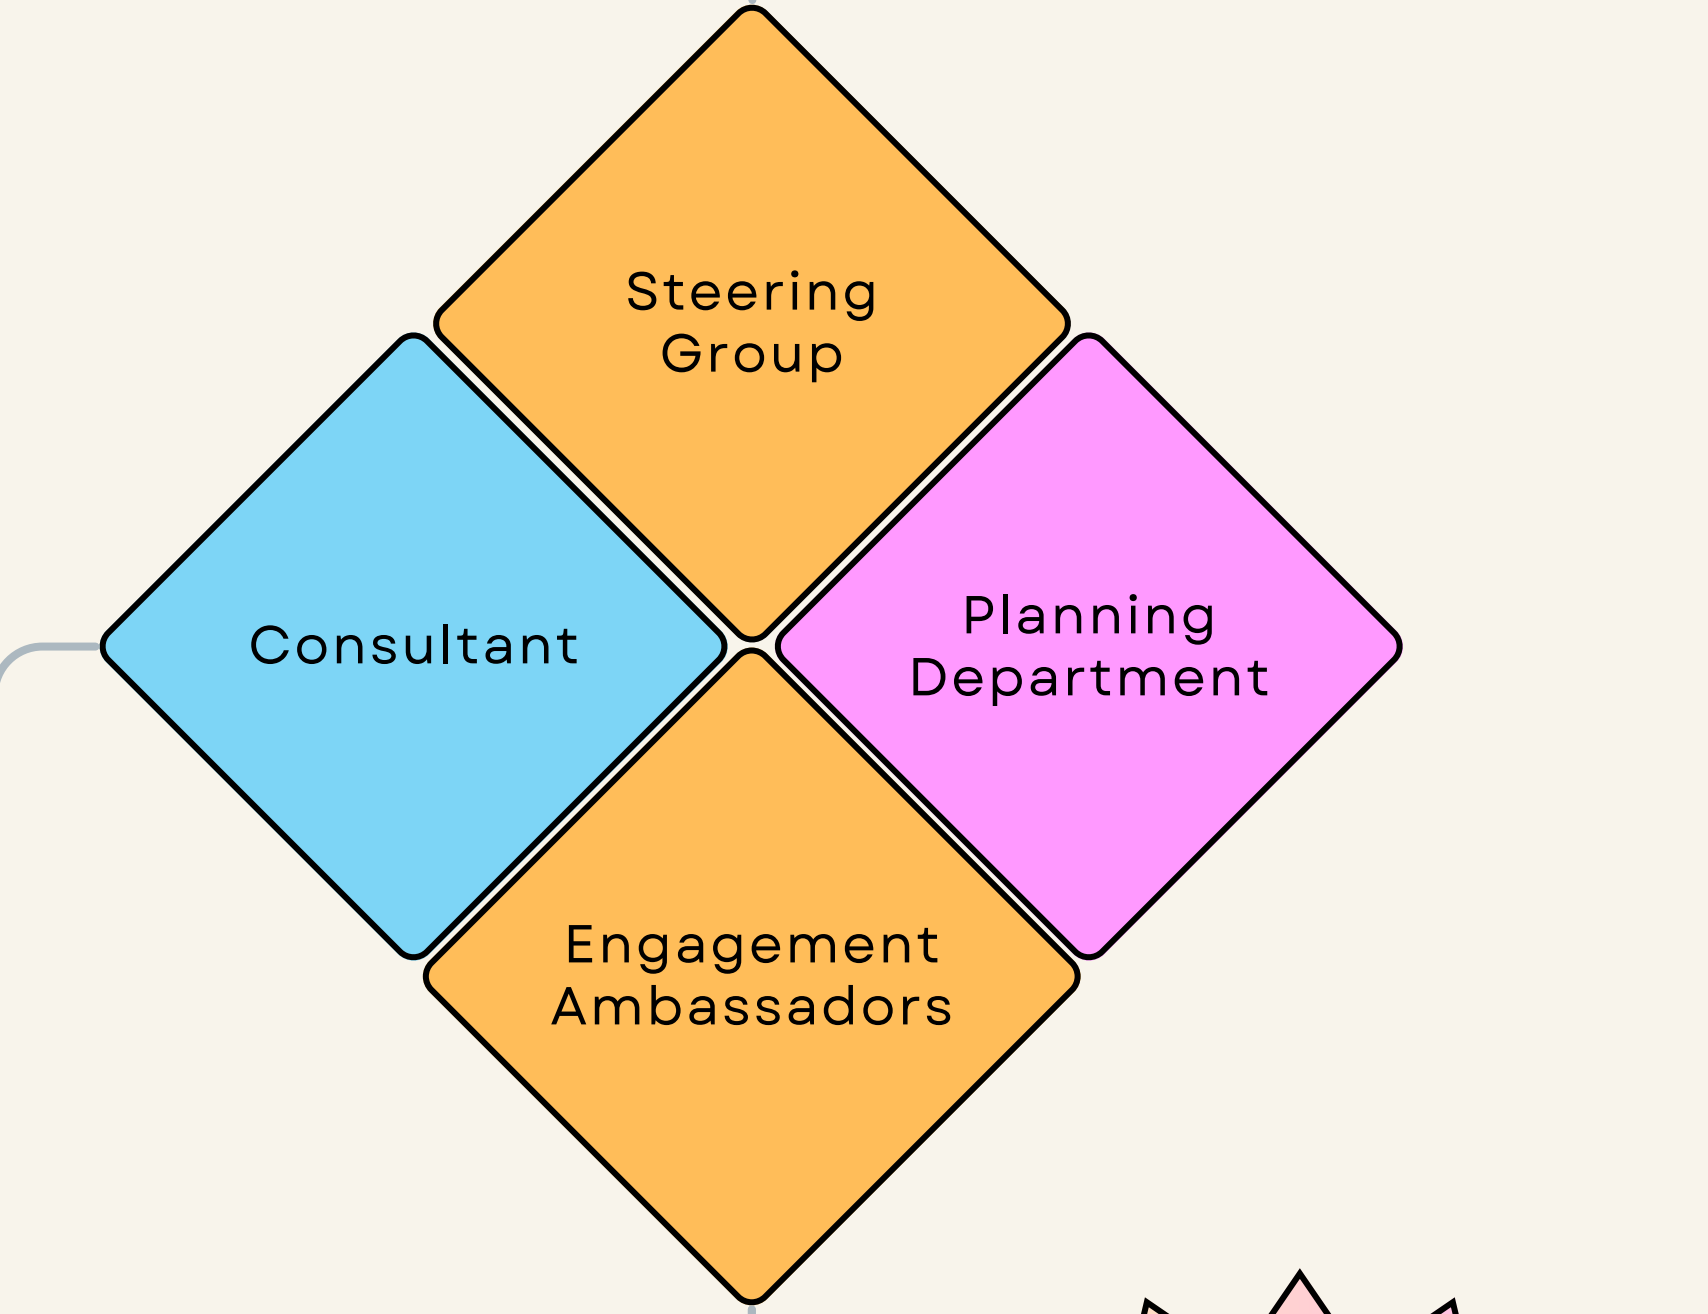 Steering
Group
Consultant
Planning
Department
Engagement
Ambassadors